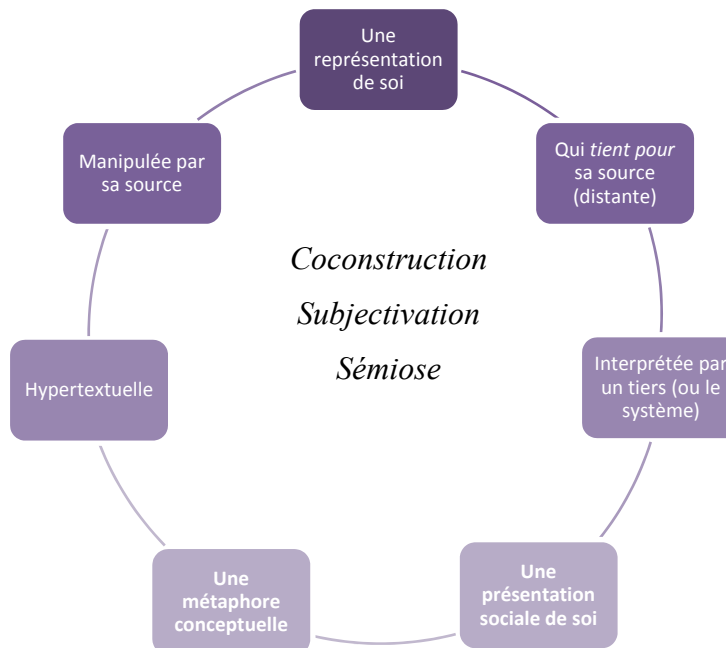 Une
représentation
de soi
Qui tient pour
sa source
(distante)
Interprétée par
un tiers (ou le
système)
Une
présentation
sociale de soi
Une
métaphore
conceptuelle
Hypertextuelle
Manipulée par
sa source
Coconstruction
Subjectivation
Sémiose